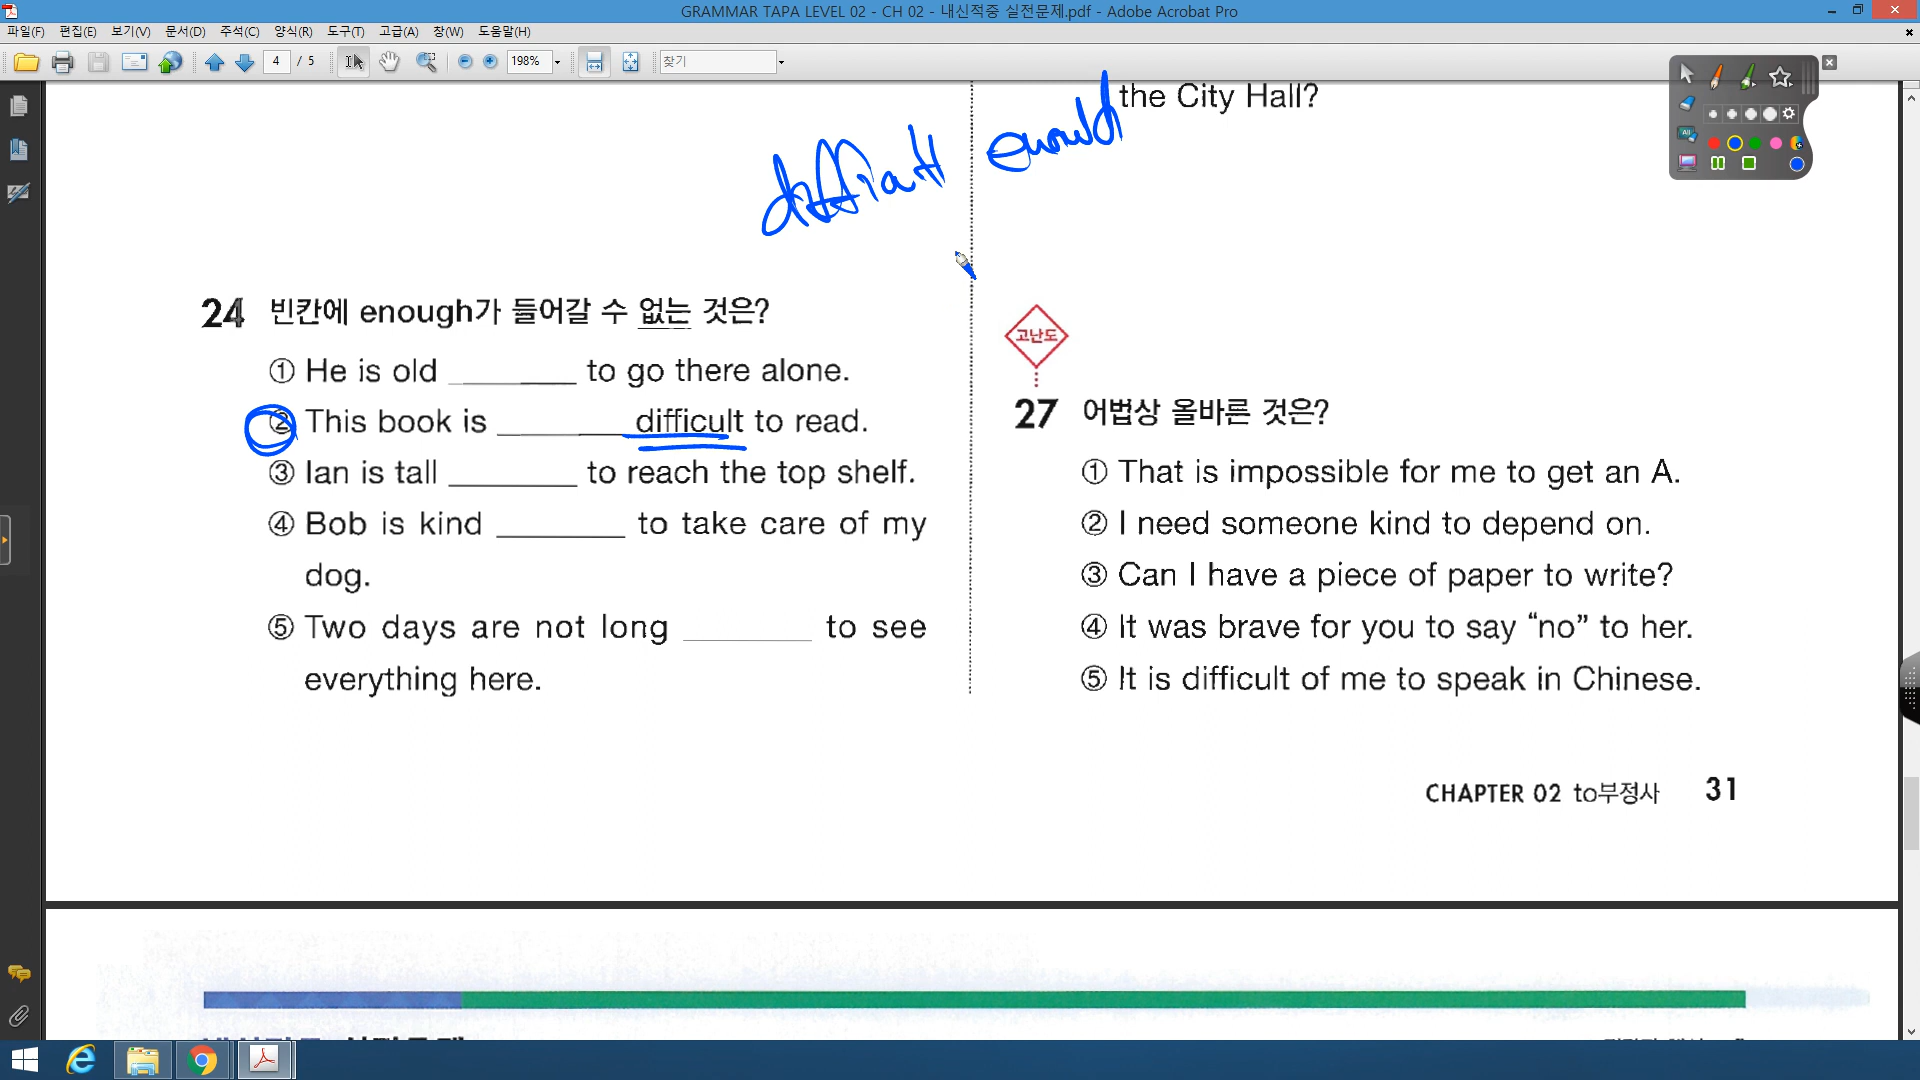 GRAMMAR TAPA LEVEL 02 - CH 02 - 내신적중 실전문제.pdf - Adobe Acrobat Pro
파일(F) 편집(E) 보기(V) 문서(D) 주석(C) 양식(R) 도구(T) 고급(A) 창(W) 도움말(H)
4 / 5 198% 찾기
the City Hall?
difficult
24 빈칸에 enough가 들어갈 수 없는 것은?
① He is old ________ to go there alone.
② This book is ________ difficult to read.
③ Ian is tall ________ to reach the top shelf.
④ Bob is kind ________ to take care of my
dog.
⑤ Two days are not long ________ to see
everything here.
고난도
27 어법상 올바른 것은?
① That is impossible for me to get an A.
② I need someone kind to depend on.
③ Can I have a piece of paper to write?
④ It was brave for you to say “no” to her.
⑤ It is difficult of me to speak in Chinese.
CHAPTER 02 to부정사 31